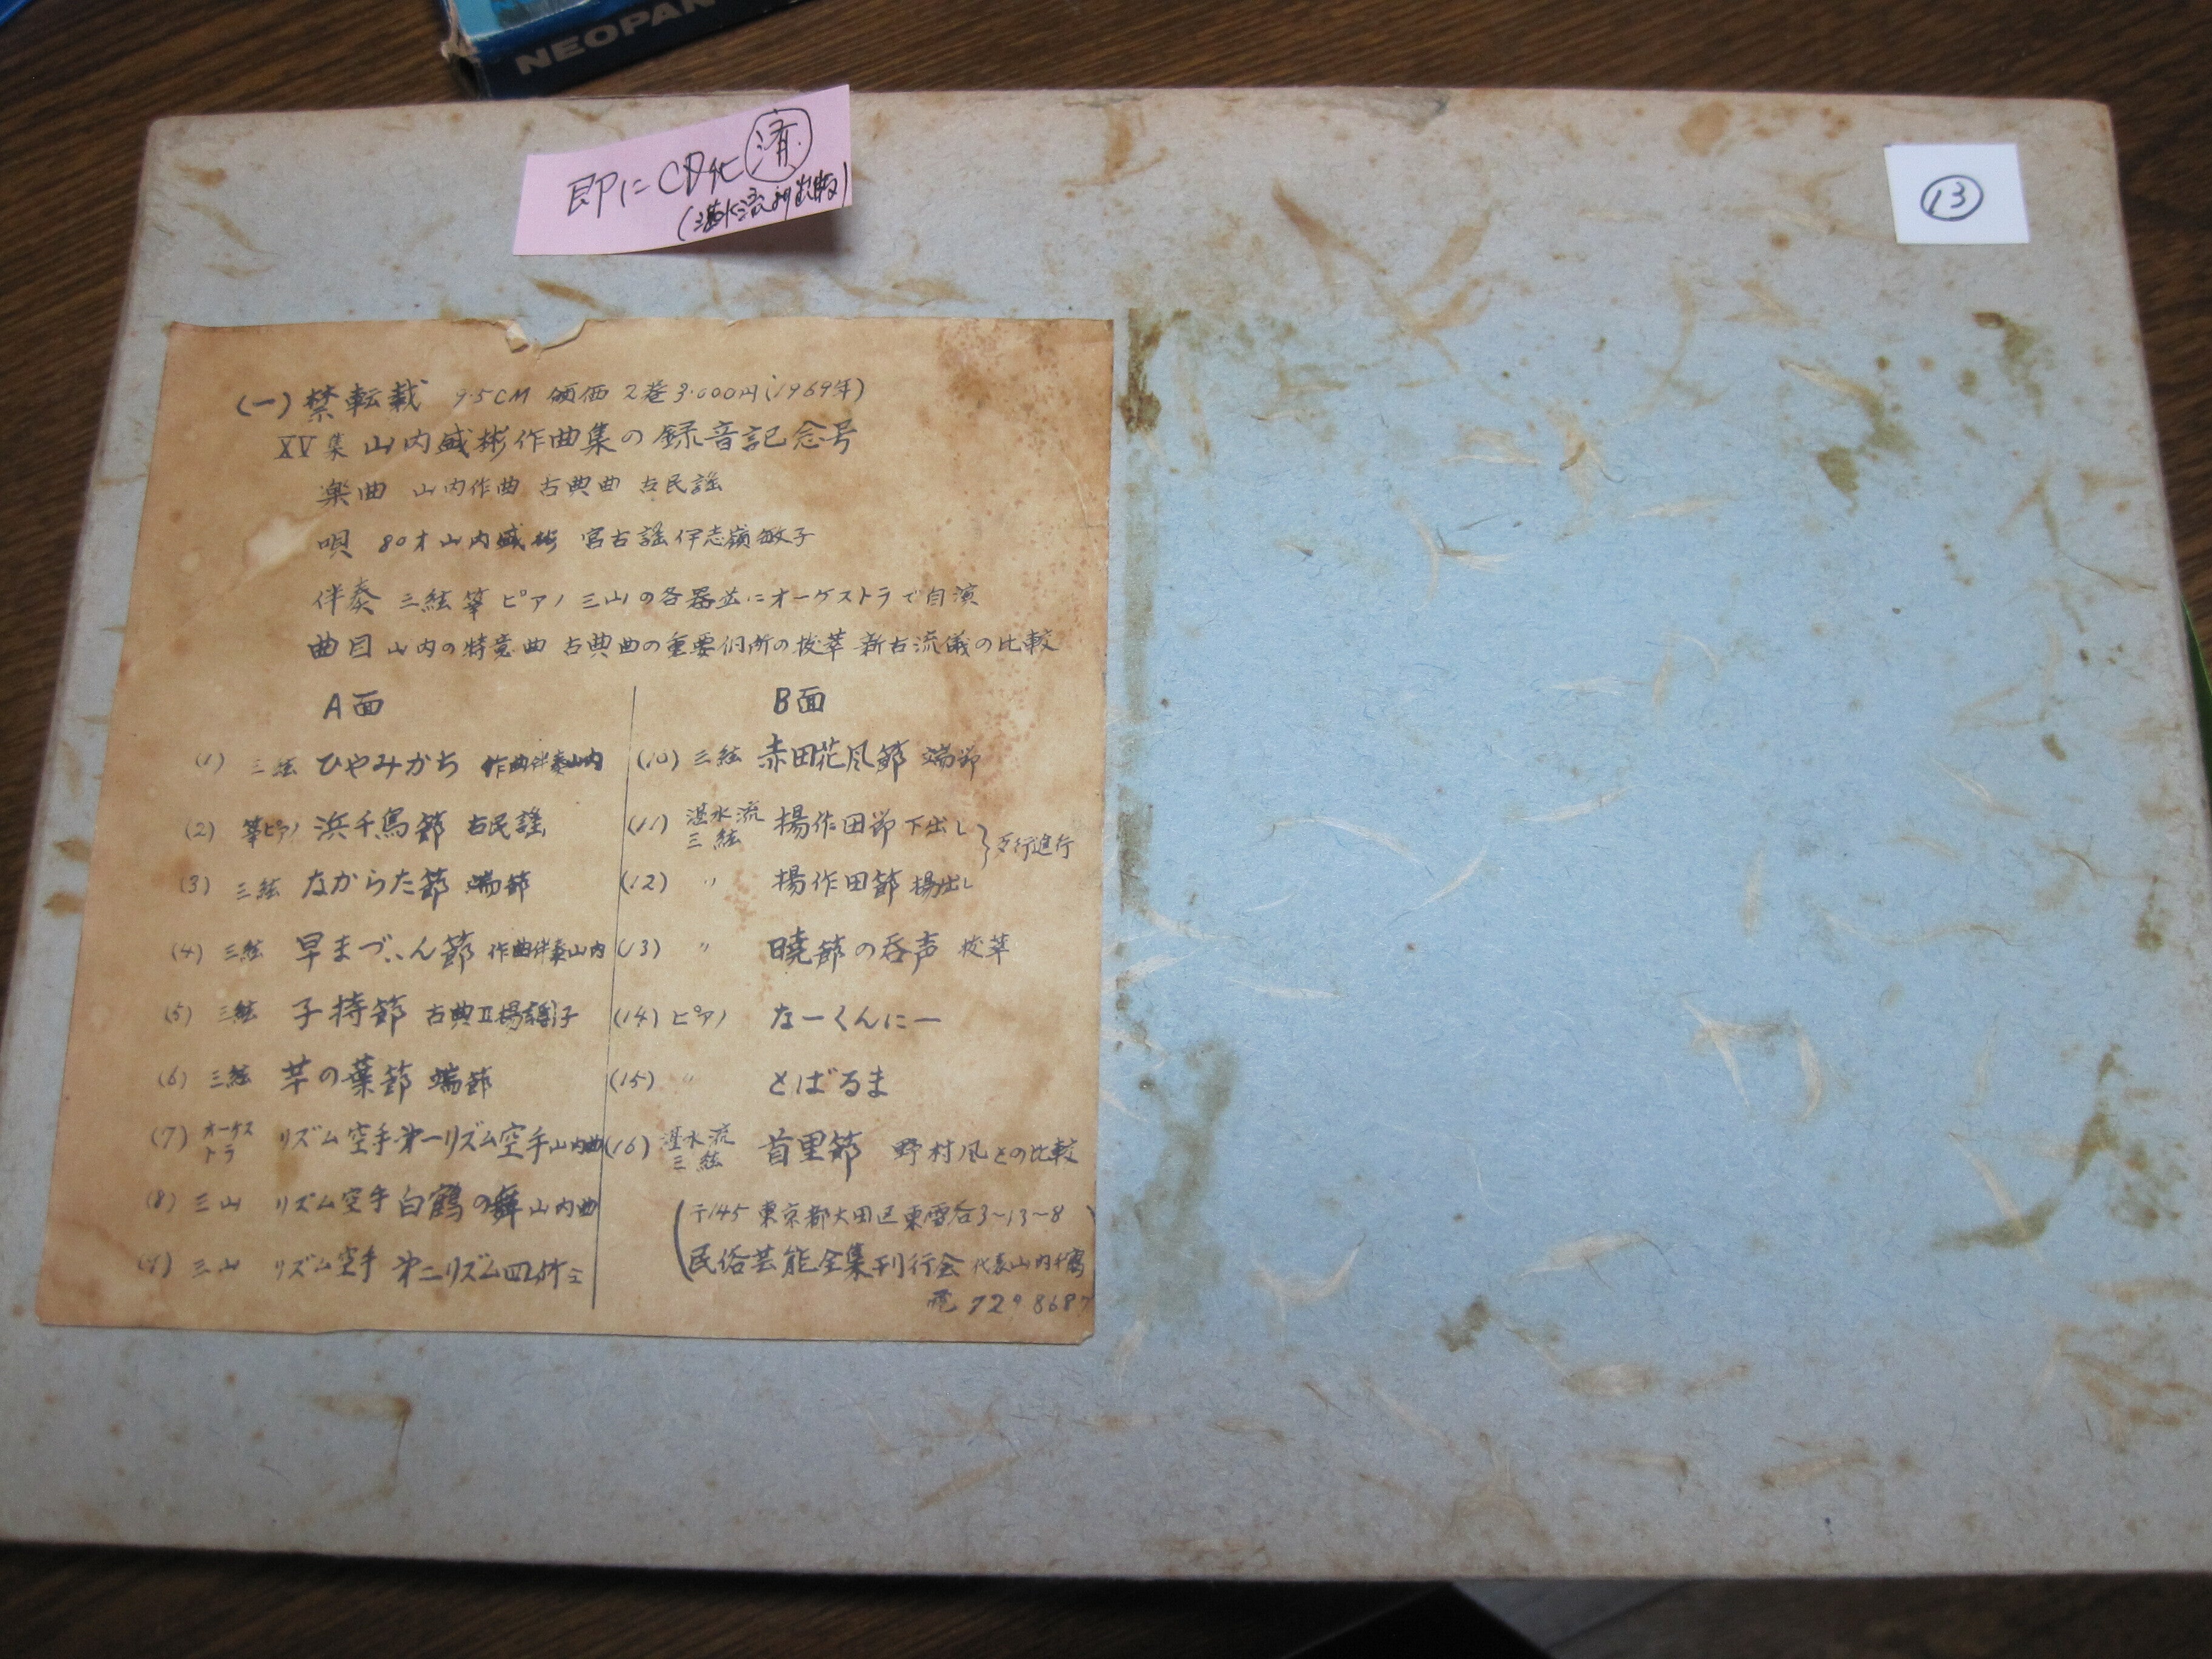 NEOPAN
即にCD化済
(湛水流より出版)
13
(一)禁転載 9.5CM 頒価 2巻3.000円(1969年)
XV集 山内盛彬作曲集の録音記念号
楽曲 山内作曲 古典曲 古民謡
唄 80才山内盛彬 宮古謡伊志嶺敏子
伴奏 三絃箏ピアノ三山の各器並にオーケストラで自演
曲目 山内の特意曲 古典曲の重要個所の抜萃 新古流儀の比較
A面
(1) 三絃 ひやみかち 作曲伴奏山内
(2) 箏ピアノ 浜千鳥節 古民謡
(3) 三絃 ながらた節 端節
(4) 三絃 早まづん節 作曲伴奏山内
(5) 三絃 子持節 古典II揚
(6) 三絃 芋の葉節 端節
(7) オーケストラ リズム空手第一リズム空手山内曲
(8) 三山 リズム空手白鶴の舞山内曲
(9) 三山 リズム空手 第二リズム四
B面
(10) 三絃 赤田花風節 端節
(11) 湛水流三絃 揚作田節下出し
(12) 〃 揚作田節揚出し
進行
(13) 〃 暁節の呑声 抜萃
(14) ピアノ なーくんにー
(15) 〃 とばるま
(16) 湛水流三絃 首里節 野村風との比較
〒145 東京都大田区東雪谷3~13~8
民俗芸能全集刊行会 代表山内
電 729 8687